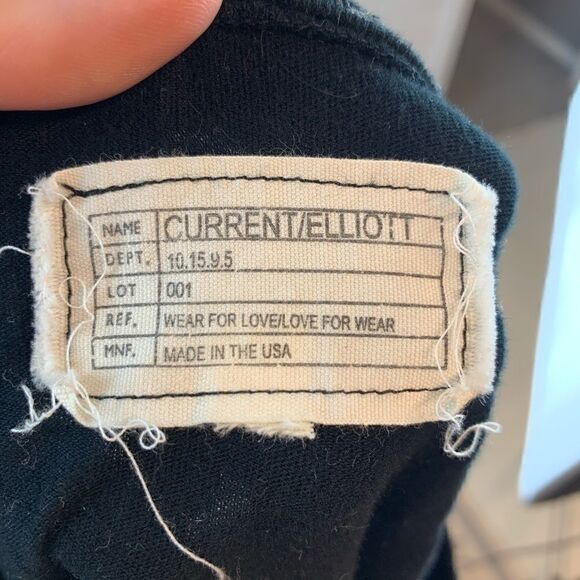 NAME CURRENT/ELLIOTT
DEPT. 10.15.9.5
LOT 001
REF. WEAR FOR LOVE/LOVE FOR WEAR
MNF. MADE IN THE USA